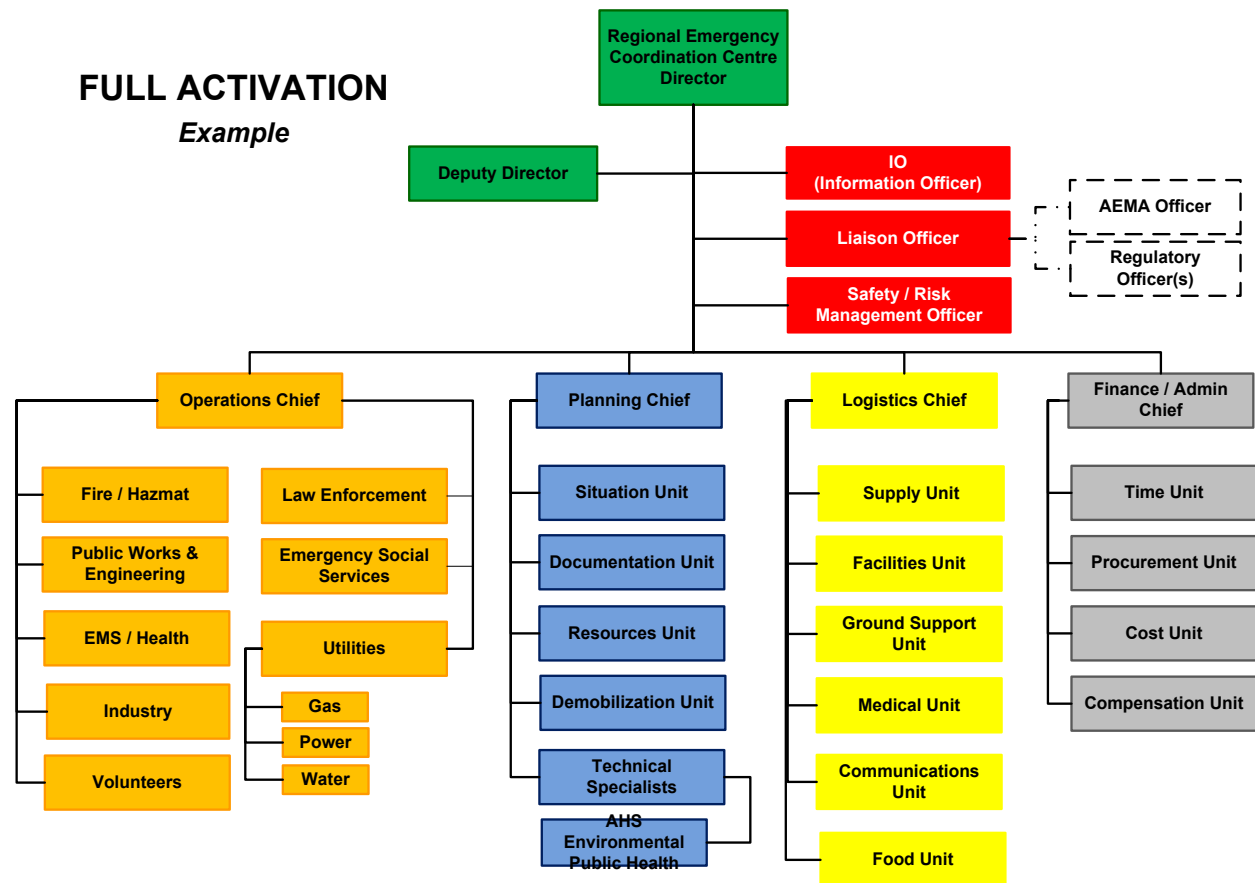 FULL ACTIVATION
Example
Regional Emergency
Coordination Centre
Director
Deputy Director
IO
(Information Officer)
Liaison Officer
AEMA Officer
Regulatory
Officer(s)
Safety / Risk
Management Officer
Operations Chief
Planning Chief
Logistics Chief
Finance / Admin
Chief
Fire / Hazmat
Public Works &
Engineering
EMS / Health
Industry
Volunteers
Law Enforcement
Emergency Social
Services
Utilities
Gas
Power
Water
Situation Unit
Documentation Unit
Resources Unit
Demobilization Unit
Technical
Specialists
AHS
Environmental
Public Health
Supply Unit
Facilities Unit
Ground Support
Unit
Medical Unit
Communications
Unit
Food Unit
Time Unit
Procurement Unit
Cost Unit
Compensation Unit